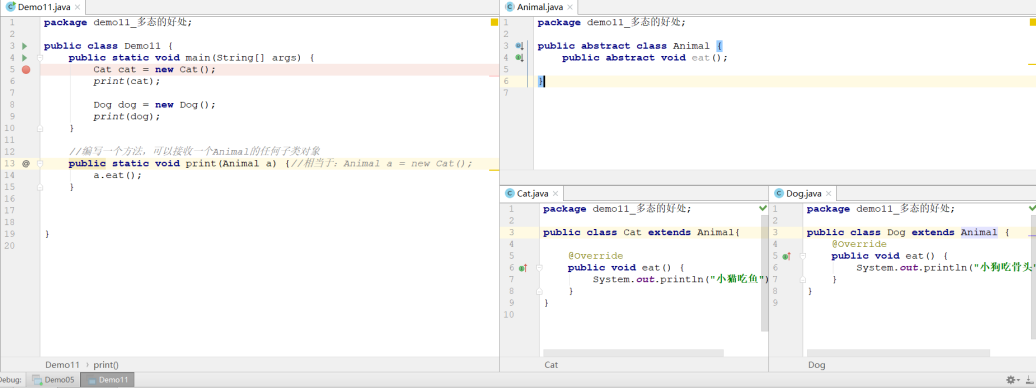 Demo11.java
1 package demo11_多态的好处;
2
3 public class Demo11 {
4 public static void main(String[] args) {
5 Cat cat = new Cat();
6 print(cat);
7
8 Dog dog = new Dog();
9 print(dog);
10 }
11
12 //编写一个方法，可以接收一个Animal的任何子类对象
13 @ public static void print(Animal a) {//相当于：Animal a = new Cat();
14 a.eat();
15 }
16
17
18
19 }
20
Demo11 › print()
Animal.java
1 package demo11_多态的好处;
2
3 public abstract class Animal {
4 public abstract void eat();
5
6 }
7
Cat.java
1 package demo11_多态的好处;
2
3 public class Cat extends Animal{
4
5 @Override
6 public void eat() {
7 System.out.println("小猫吃鱼")
8 }
9 }
10
Cat
Dog.java
1 package demo11_多态的好处;
2
3 public class Dog extends Animal {
4 @Override
5 public void eat() {
6 System.out.println("小狗吃骨头"
7 }
8 }
9
Dog
Debug: Demo05 Demo11